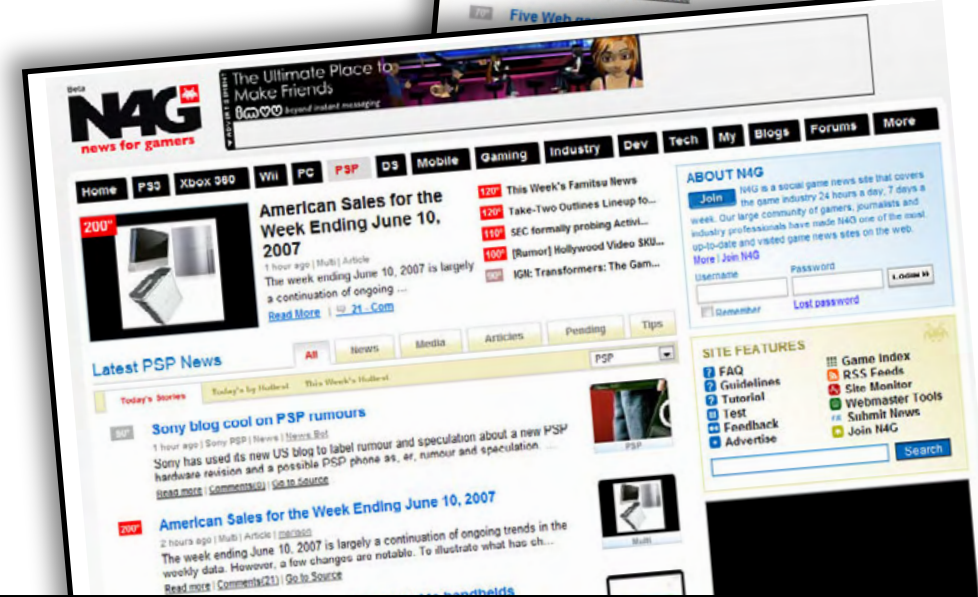 70°
Five Web
Beta
N4G
news for gamers
ADVERTISEMENT
The Ultimate Place to
Make Friends
imvu beyond instant messaging
Home PS3 Xbox 360 Wii PC PSP DS Mobile Gaming Industry Dev Tech My Blogs Forums More
200°
American Sales for the
Week Ending June 10,
2007
1 hour ago | Multi | Article
The week ending June 10, 2007 is largely
a continuation of ongoing ...
Read More | 21 - Com
120° This Week's Famitsu News
120° Take-Two Outlines Lineup fo...
110° SEC formally probing Activi...
100° [Rumor] Hollywood Video SKU...
90° IGN: Transformers: The Gam...
ABOUT N4G
Join
N4G is a social game news site that covers
the game industry 24 hours a day, 7 days a
week. Our large community of gamers, journalists and
industry professionals have made N4G one of the most
up-to-date and visited game news sites on the web.
More | Join N4G
Username Password
LOGIN
Remember Lost password
Latest PSP News
All News Media Articles Pending Tips
Today's Stories Today's by Hottest This Week's Hottest
PSP
50°
Sony blog cool on PSP rumours
1 hour ago | Sony PSP | News | News Bot
Sony has used its new US blog to label rumour and speculation about a new PSP
hardware revision and a possible PSP phone as, er, rumour and speculation. ...
Read more | Comments(0) | Go to Source
PSP
200°
American Sales for the Week Ending June 10, 2007
2 hours ago | Multi | Article |
The week ending June 10, 2007 is largely a continuation of ongoing trends in the
weekly data. However, a few changes are notable. To illustrate what has ch...
Read more | Comments(21) | Go to Source
Multi
handhelds
SITE FEATURES
FAQ
Guidelines
Tutorial
Test
Feedback
Advertise
Game Index
RSS Feeds
Site Monitor
Webmaster Tools
Submit News
Join N4G
Search